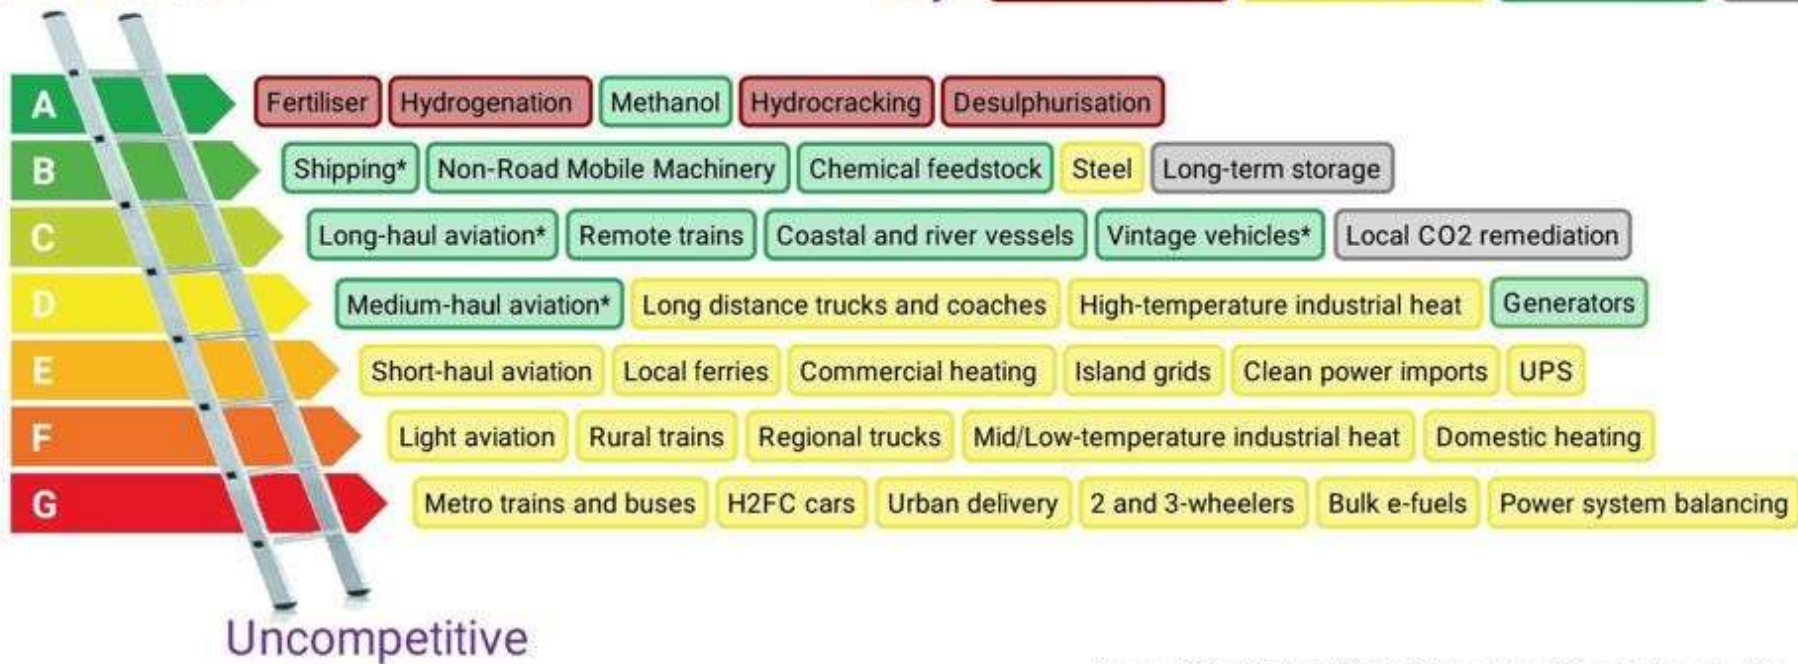 A Fertiliser Hydrogenation Methanol Hydrocracking Desulphurisation
B Shipping* Non-Road Mobile Machinery Chemical feedstock Steel Long-term storage
C Long-haul aviation* Remote trains Coastal and river vessels Vintage vehicles* Local CO2 remediation
D Medium-haul aviation* Long distance trucks and coaches High-temperature industrial heat Generators
E Short-haul aviation Local ferries Commercial heating Island grids Clean power imports UPS
F Light aviation Rural trains Regional trucks Mid/Low-temperature industrial heat Domestic heating
G Metro trains and buses H2FC cars Urban delivery 2 and 3-wheelers Bulk e-fuels Power system balancing
Uncompetitive